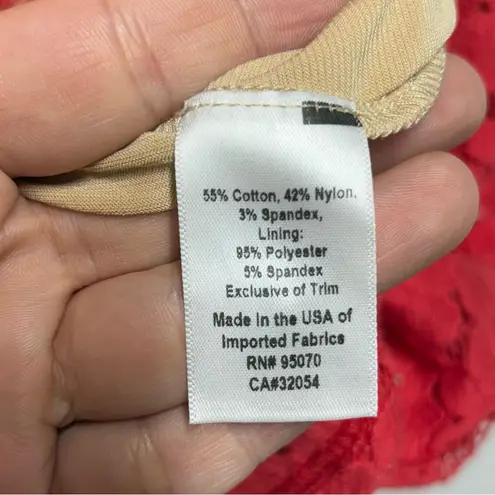 55% Cotton, 42% Nylon,
3% Spandex,
Lining:
95% Polyester
5% Spandex
Exclusive of Trim
Made in the USA of
Imported Fabrics
RN# 95070
CA#32054